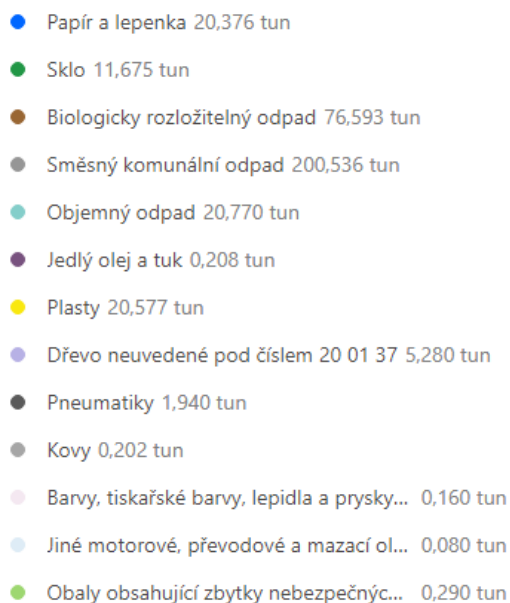 Papír a lepenka 20,376 tun
Sklo 11,675 tun
Biologicky rozložitelný odpad 76,593 tun
Směsný komunální odpad 200,536 tun
Objemný odpad 20,770 tun
Jedlý olej a tuk 0,208 tun
Plasty 20,577 tun
Dřevo neuvedené pod číslem 20 01 37 5,280 tun
Pneumatiky 1,940 tun
Kovy 0,202 tun
Barvy, tiskařské barvy, lepidla a prysky... 0,160 tun
Jiné motorové, převodové a mazací ol... 0,080 tun
Obaly obsahující zbytky nebezpečnýc... 0,290 tun